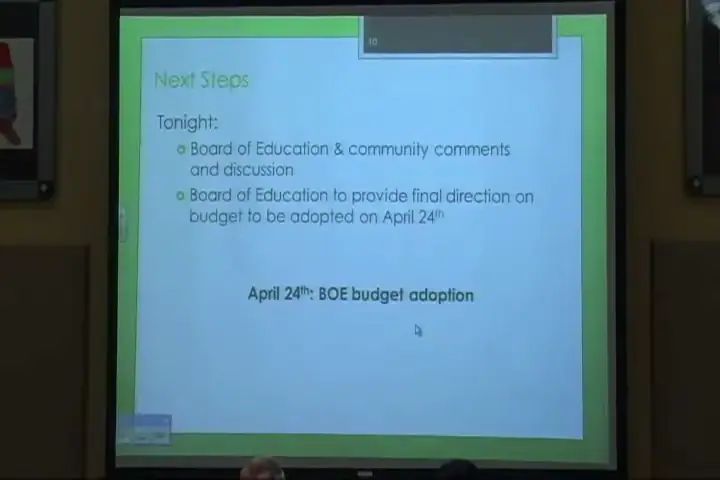 10
Next Steps
Tonight:
Board of Education & community comments
and discussion
Board of Education to provide final direction on
budget to be adopted on April 24th
April 24th: BOE budget adoption